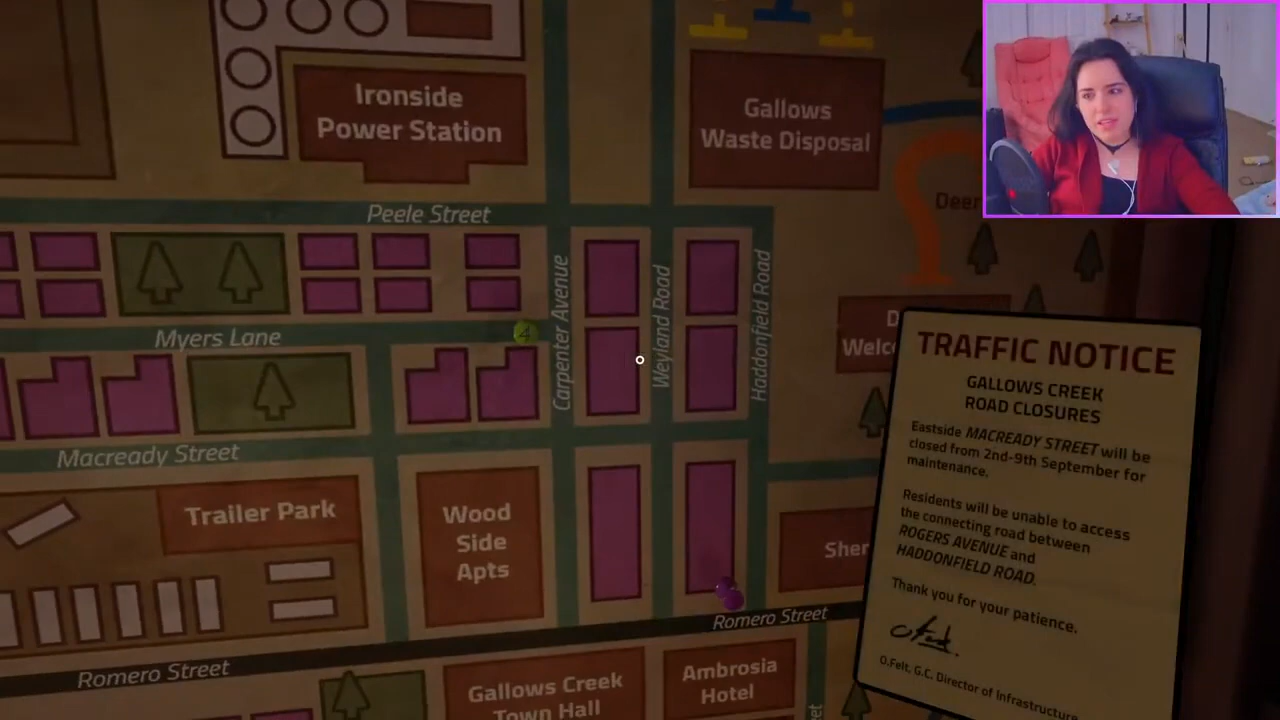 Ironside
Power Station
Gallows
Waste Disposal
Peele Street
Myers Lane
4
Carpenter Avenue
Weyland Road
Haddonfield Road
Macready Street
Trailer Park
Wood
Side
Apts
Romero Street
Romero Street
Gallows Creek
Town Hall
Ambrosia
Hotel
TRAFFIC NOTICE
GALLOWS CREEK
ROAD CLOSURES
Eastside MACREADY STREET will be
closed from 2nd-9th September for
maintenance.
Residents will be unable to access
the connecting road between
ROGERS AVENUE and
HADDONFIELD ROAD.
Thank you for your patience.
O.Felt, G.C. Director of Infrastructure